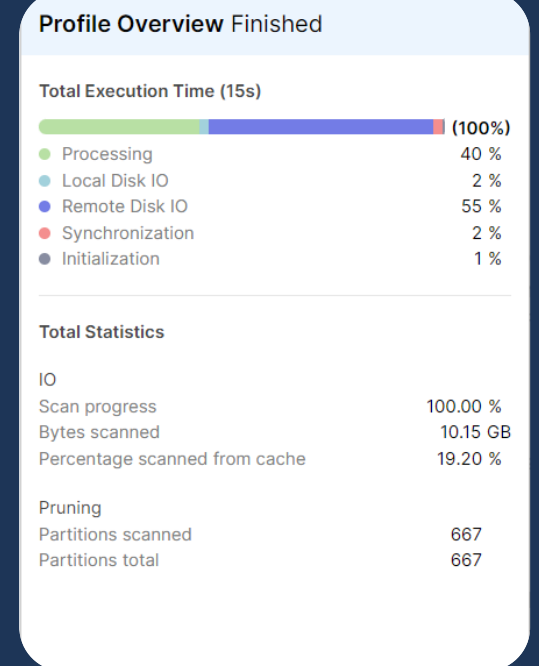 Profile Overview Finished
Total Execution Time (15s)
(100%)
Processing 40 %
Local Disk IO 2 %
Remote Disk IO 55 %
Synchronization 2 %
Initialization 1 %
Total Statistics
IO
Scan progress 100.00 %
Bytes scanned 10.15 GB
Percentage scanned from cache 19.20 %
Pruning
Partitions scanned 667
Partitions total 667